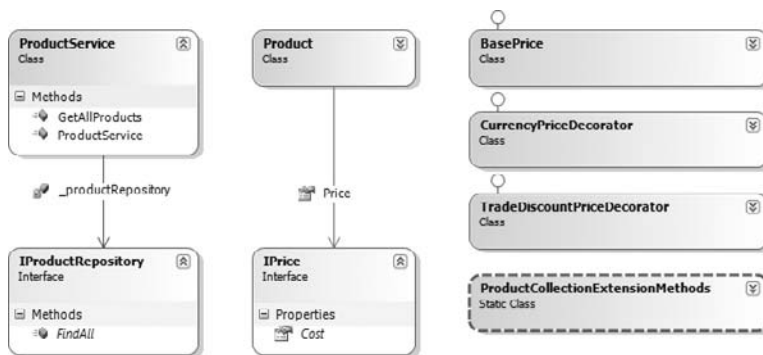 ProductService
Class
Methods
GetAllProducts
ProductService
_productRepository
IProductRepository
Interface
Methods
FindAll
Product
Class
Price
IPrice
Interface
Properties
Cost
BasePrice
Class
CurrencyPriceDecorator
Class
TradeDiscountPriceDecorator
Class
ProductCollectionExtensionMethods
Static Class